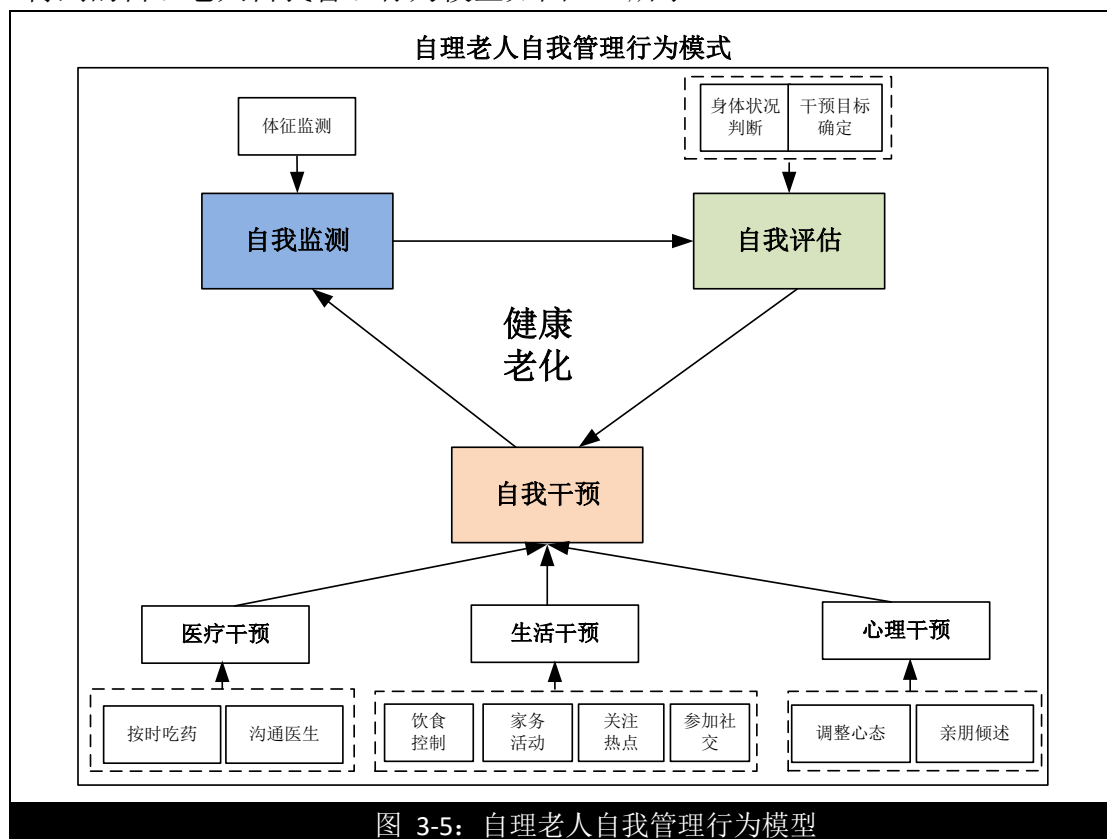 自理老人自我管理行为模式
体征监测
身体状况
判断
干预目标
确定
自我监测
自我评估
健康
老化
自我干预
医疗干预
生活干预
心理干预
按时吃药
沟通医生
饮食
控制
家务
活动
关注
热点
参加社
交
调整心态
亲朋倾述
图 3-5：自理老人自我管理行为模型